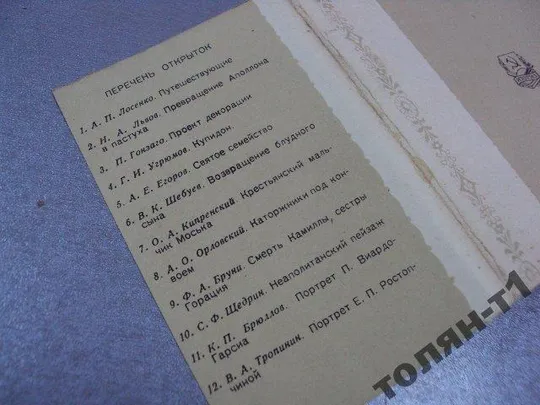 ПЕРЕЧЕНЬ ОТКРЫТОК
1. А. П. Лосенко. Путешествующие
2. Н. А. Львов. Превращение Аполлона
в пастуха
3. П. Гонзаго. Проект декорации
4. Г. И. Угрюмов. Купидон.
5. А. Е. Егоров. Святое семейство
6. В. К. Шебуев. Возвращение блудного
сына
7. О. А. Кипренский. Крестьянский маль-
чик Моська
8. А. О. Орловский. Каторжники под кон-
воем
9. Ф. А. Бруни. Смерть Камиллы, сестры
Горация
10. С. Ф. Щедрин. Неаполитанский пейзаж
11. К. П. Брюллов. Портрет П. Виардо-
Гарсиа
12. В. А. Тропинин. Портрет Е. П. Ростоп-
чиной
ТОЛЯН-Т1